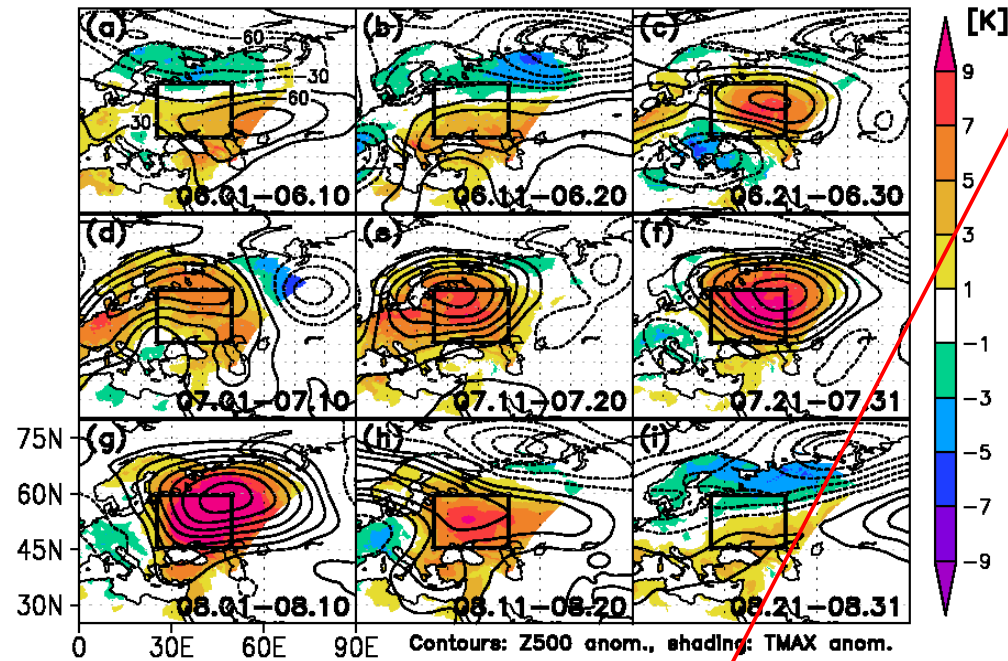 (a) (b) (c) [K]
60
-30
60
30
06.01-06.10 06.11-06.20 06.21-06.30
(d) (e) (f)
07.01-07.10 07.11-07.20 07.21-07.31
(g) (h) (i)
75N
60N
45N
30N
08.01-08.10 08.11-08.20 08.21-08.31
0 30E 60E 90E
Contours: Z500 anom., shading: TMAX anom.
9
7
5
3
1
-1
-3
-5
-7
-9